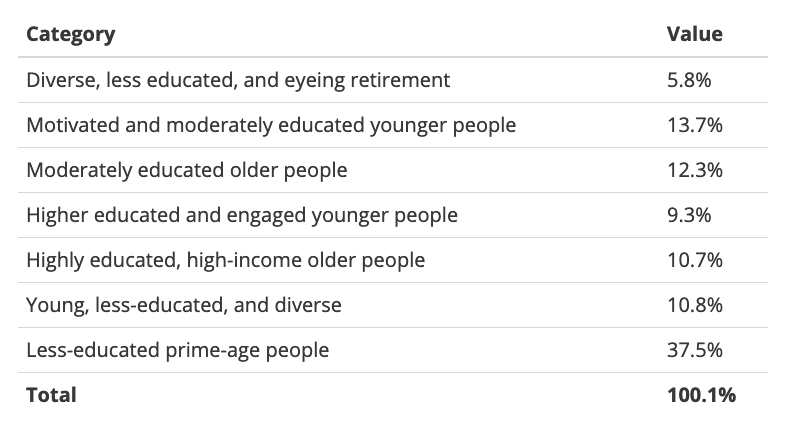 Category Value
Diverse, less educated, and eyeing retirement 5.8%
Motivated and moderately educated younger people 13.7%
Moderately educated older people 12.3%
Higher educated and engaged younger people 9.3%
Highly educated, high-income older people 10.7%
Young, less-educated, and diverse 10.8%
Less-educated prime-age people 37.5%
Total 100.1%